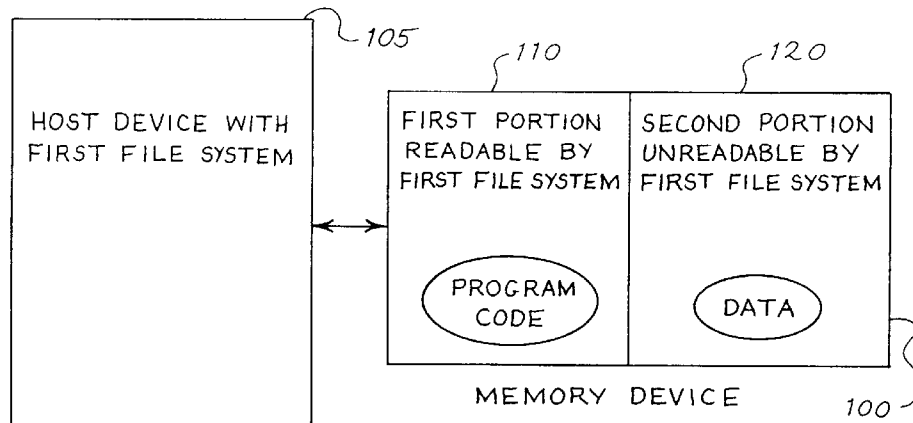 105
HOST DEVICE WITH
FIRST FILE SYSTEM
110
FIRST PORTION
READABLE BY
FIRST FILE SYSTEM
PROGRAM
CODE
120
SECOND PORTION
UNREADABLE BY
FIRST FILE SYSTEM
DATA
MEMORY DEVICE
100